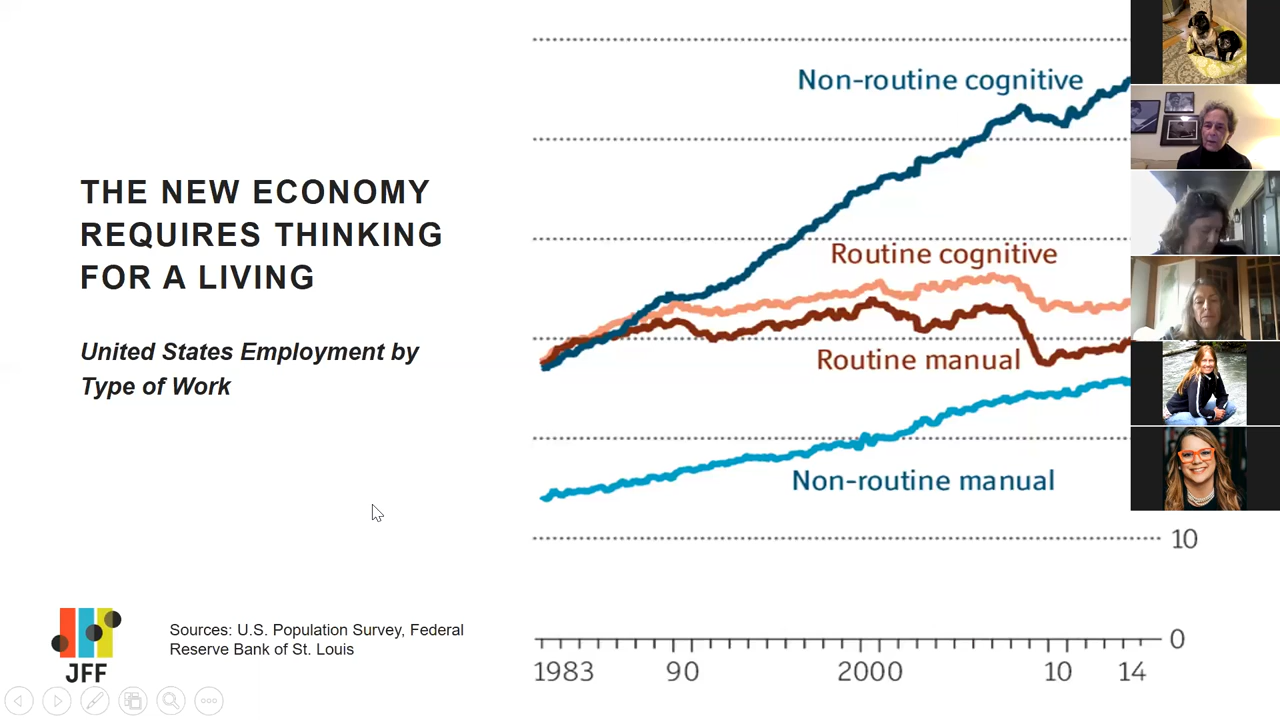 THE NEW ECONOMY
REQUIRES THINKING
FOR A LIVING
United States Employment by
Type of Work
Non-routine cognitive
Routine cognitive
Routine manual
Non-routine manual
10
0
1983
90
2000
10
14
Sources: U.S. Population Survey, Federal
Reserve Bank of St. Louis
JFF